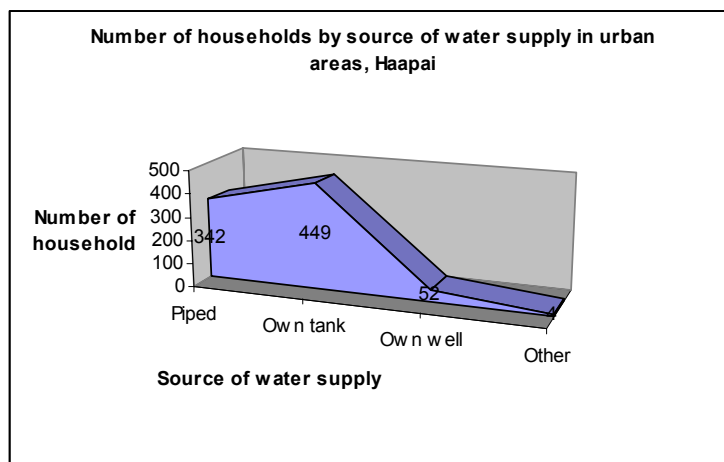 Number of households by source of water supply in urban
areas, Haapai
500
400
300
200
100
0
Number of
household
342
449
52
4
Piped
Own tank
Own well
Other
Source of water supply